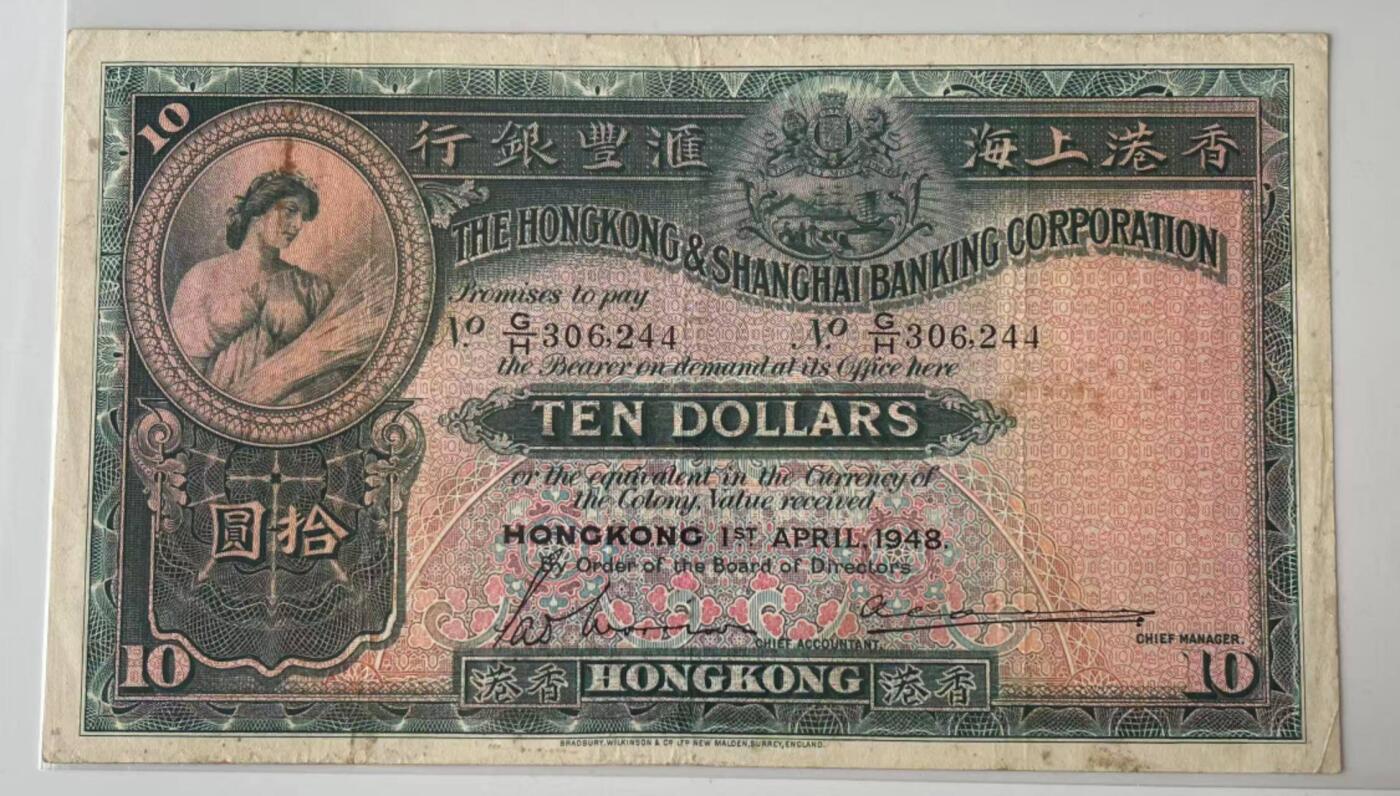 10
行銀豐滙 海上港香
THE HONGKONG & SHANGHAI BANKING CORPORATION
Promises to pay
No. G/H 306,244 No. G/H 306,244
the Bearer on demand at its Office here
TEN DOLLARS
or the equivalent in the Currency of
the Colony, Value received
圓拾
HONGKONG 1ST APRIL, 1948.
By Order of the Board of Directors
CHIEF ACCOUNTANT.
CHIEF MANAGER.
10 港香 HONGKONG 港香 10
BRADBURY, WILKINSON & CO LTD NEW MALDEN, SURREY, ENGLAND.